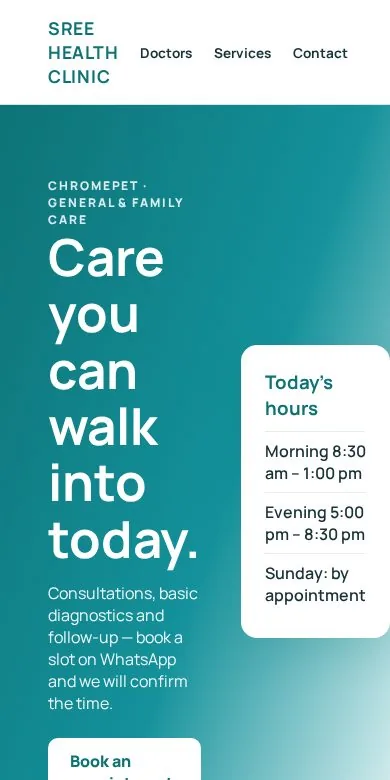 SREE
HEALTH
CLINIC
Doctors
Services
Contact
CHROMEPET ·
GENERAL & FAMILY
CARE
Care
you
can
walk
into
today.
Consultations, basic
diagnostics and
follow-up — book a
slot on WhatsApp
and we will confirm
the time.
Book an
Today's
hours
Morning 8:30
am – 1:00 pm
Evening 5:00
pm – 8:30 pm
Sunday: by
appointment